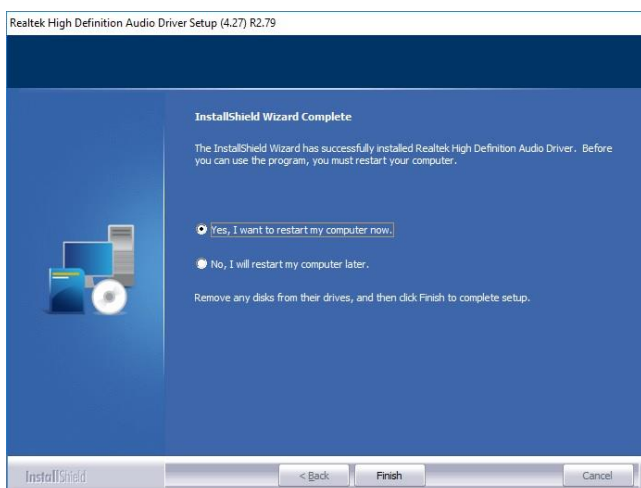 Realtek High Definition Audio Driver Setup (4.27) R2.79
InstallShield Wizard Complete
The InstallShield Wizard has successfully installed Realtek High Definition Audio Driver. Before
you can use the program, you must restart your computer.
Yes, I want to restart my computer now.
No, I will restart my computer later.
Remove any disks from their drives, and then click Finish to complete setup.
InstallShield
< Back
Finish
Cancel